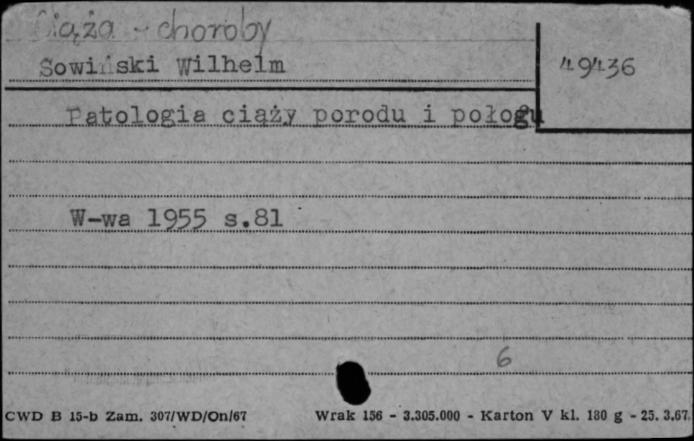 Ciąża - choroby
Sowiński Wilhelm
49436
Patologia ciąży porodu i połogu
W-wa 1955 s.81
6
CWD B 15-b Zam. 307/WD/On/67 Wrak 156 - 3.305.000 - Karton V kl. 180 g - 25. 3.67